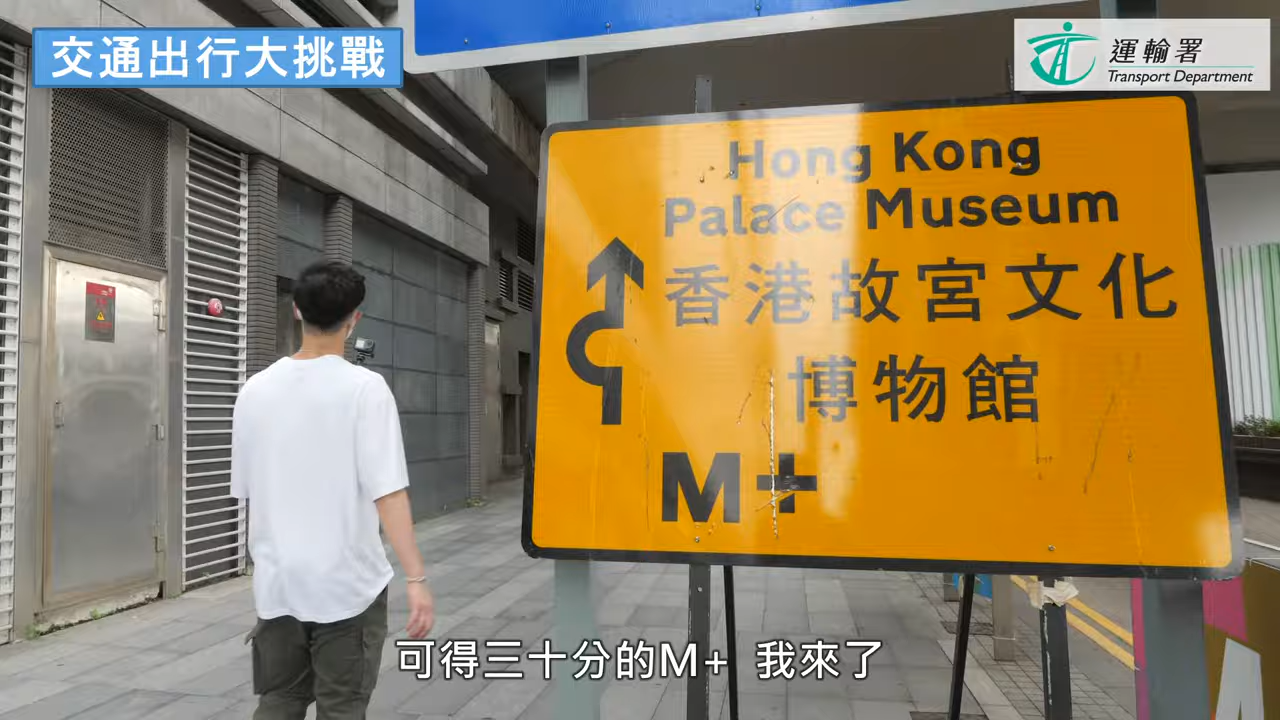 交通出行大挑戰
運輸署
Transport Department
Hong Kong
Palace Museum
香港故宮文化
博物館
M+
可得三十分的M+ 我來了